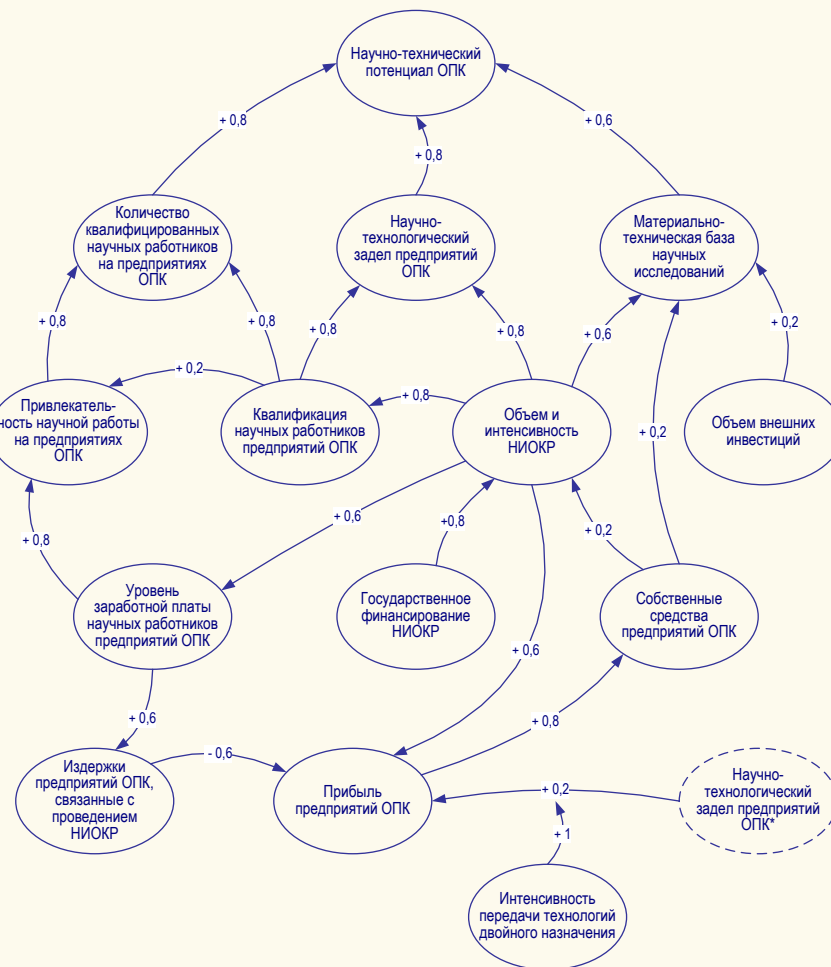 Научно-технический
потенциал ОПК
+ 0,8
+ 0,8
+ 0,6
Количество
квалифицированных
научных работников
на предприятиях
ОПК
Научно-
технологический
задел предприятий
ОПК
Материально-
техническая база
научных
исследований
+ 0,8
+ 0,8
+ 0,8
+ 0,8
+ 0,6
+ 0,2
+ 0,2
+ 0,8
+ 0,2
Привлекатель-
ность научной работы
на предприятиях
ОПК
Квалификация
научных работников
предприятий ОПК
Объем и
интенсивность
НИОКР
Объем внешних
инвестиций
+ 0,8
+ 0,6
+0,8
+ 0,2
Уровень
заработной платы
научных работников
предприятий ОПК
Государственное
финансирование
НИОКР
Собственные
средства
предприятий ОПК
+ 0,6
+ 0,6
+ 0,8
- 0,6
Издержки
предприятий ОПК,
связанные с
проведением
НИОКР
Прибыль
предприятий ОПК
+ 0,2
Научно-
технологический
задел предприятий
ОПК*
+ 1
Интенсивность
передачи технологий
двойного назначения